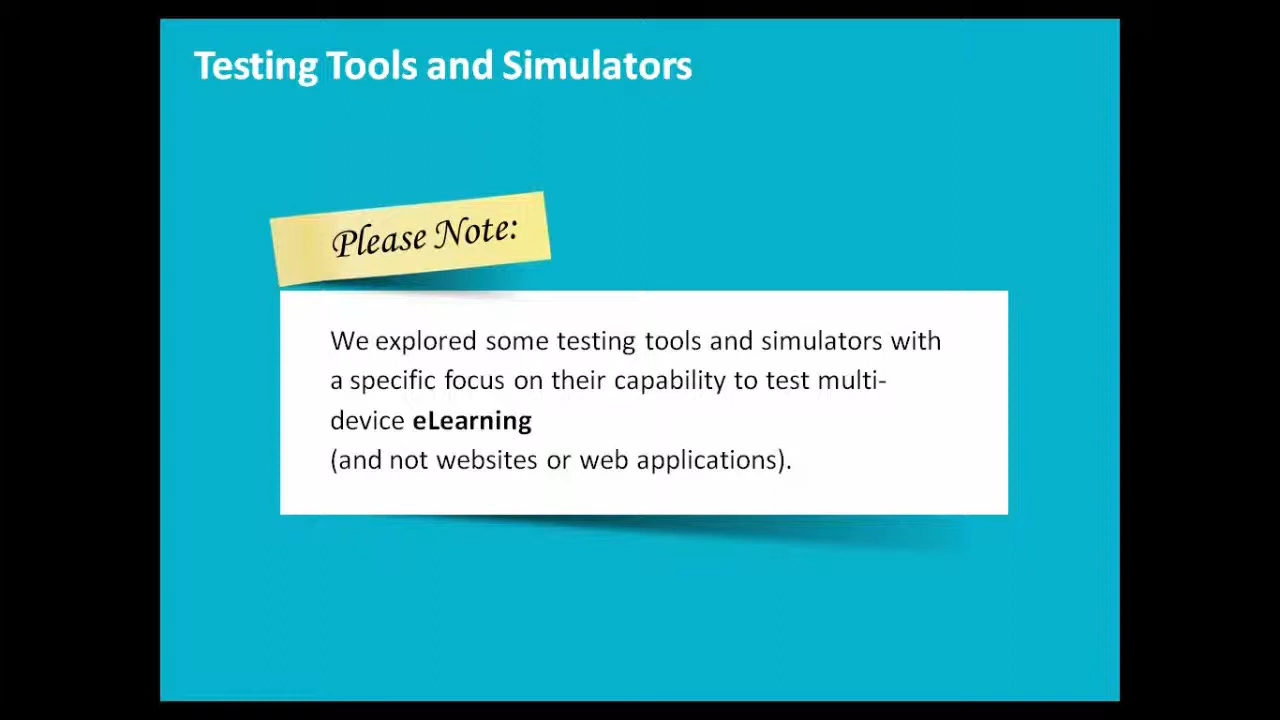 Testing Tools and Simulators
Please Note:
We explored some testing tools and simulators with
a specific focus on their capability to test multi-
device eLearning
(and not websites or web applications).